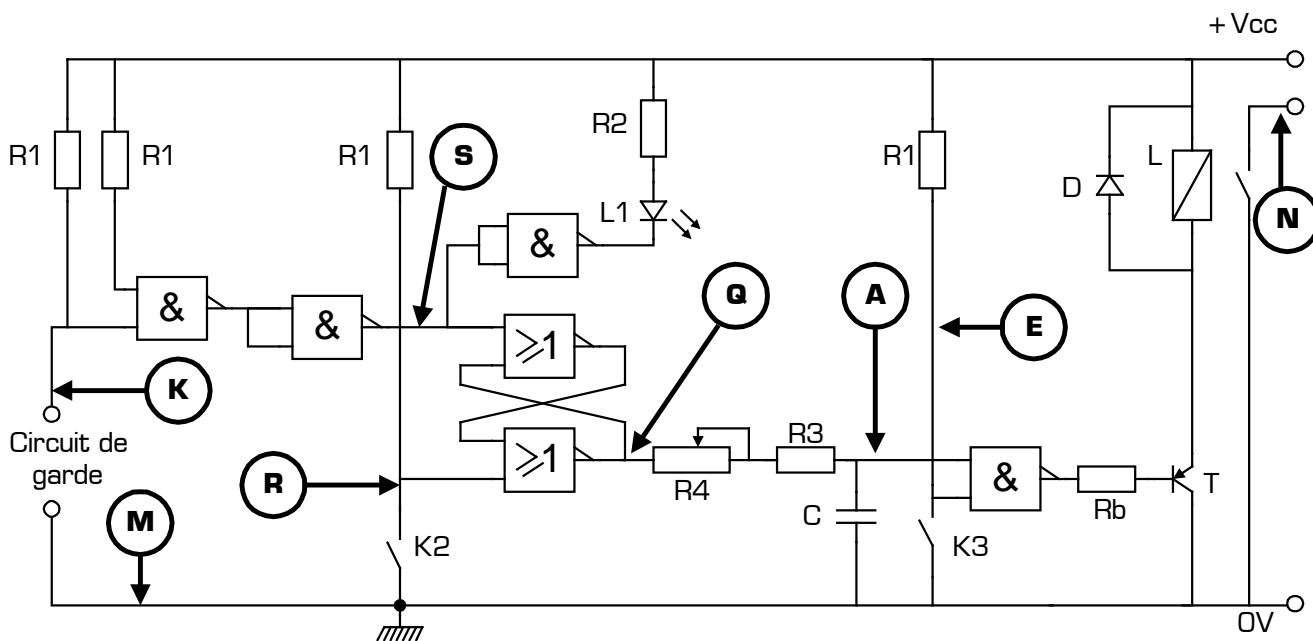 + Vcc
R1
R1
R1
S
R2
R1
D
L
N
L1
&
&
&
Q
A
E
K
≥1
Circuit de
garde
≥1
R4
R3
R
&
Rb
T
M
K2
C
K3
0V